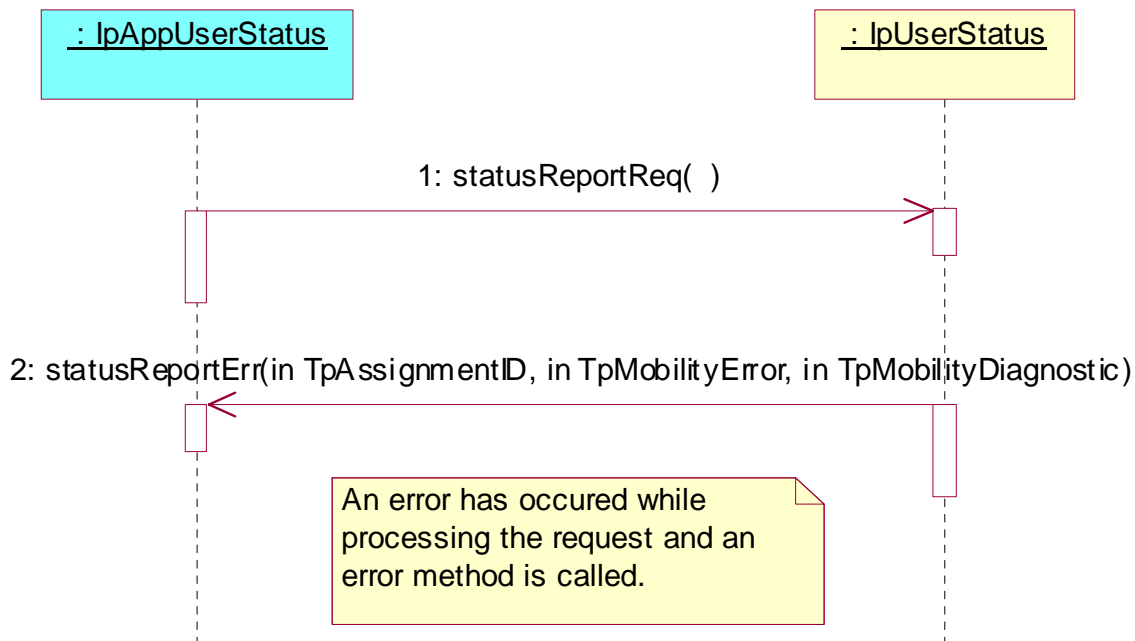 : IpAppUserStatus
: IpUserStatus
1: statusReportReq(  )
2: statusReportErr(in TpAssignmentID, in TpMobilityError, in TpMobilityDiagnostic)
An error has occured while
processing the request and an
error method is called.